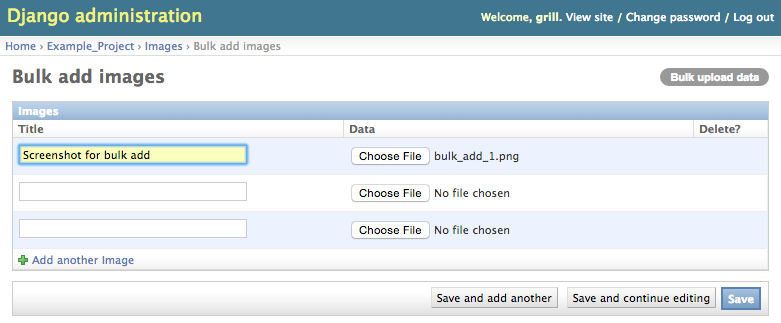 Django administration
Welcome, grill. View site / Change password / Log out
Home › Example_Project › Images › Bulk add images
Bulk add images
Bulk upload data
Images
Title Data Delete?
Screenshot for bulk add Choose File bulk_add_1.png
Choose File No file chosen
Choose File No file chosen
Add another Image
Save and add another Save and continue editing Save